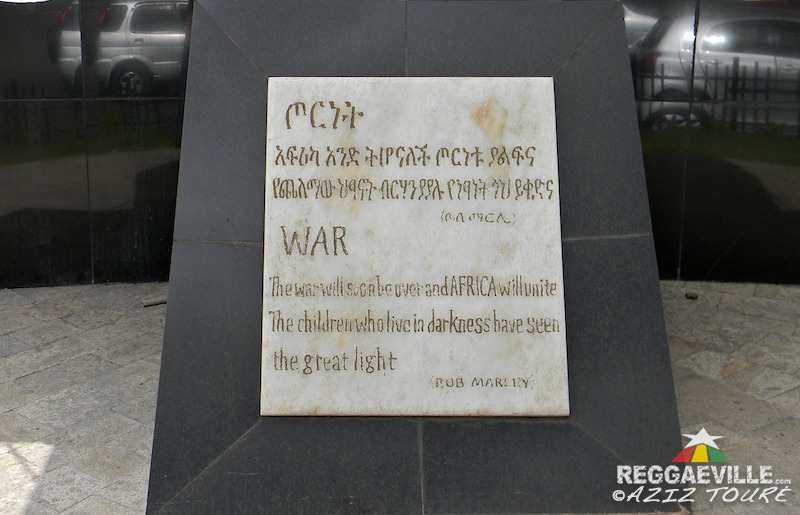 ጦርነት
አፍሪካ አንድ ትሆናለች ጦርነቱ ያልፍና
የጨለማው ህፃናት ብርሃን ያያሉ የነፃነት ጎህ ይቀድና
(ቦብ ማርሊ)
WAR
The war will soon be over and AFRICA will unite
The children who live in darkness have seen
the great light
(BOB MARLEY)
REGGAEVILLE.com
©AZIZ TOURÉ